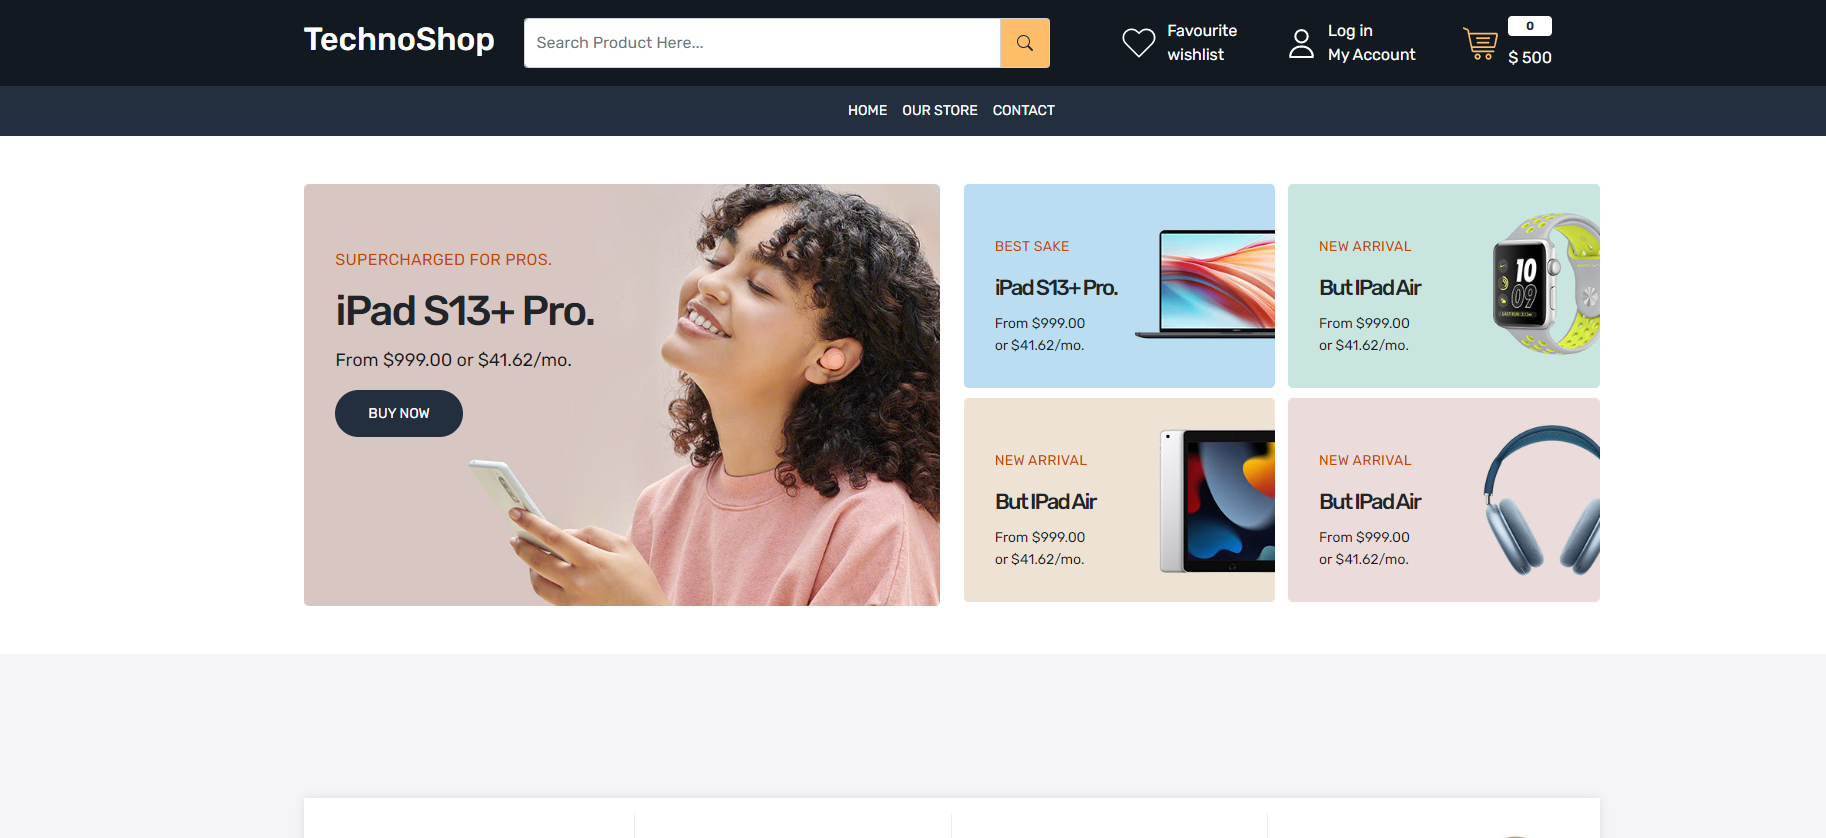 TechnoShop
Search Product Here...
Favourite
wishlist
Log in
My Account
0
$ 500
HOME
OUR STORE
CONTACT
SUPERCHARGED FOR PROS.
iPad S13+ Pro.
From $999.00 or $41.62/mo.
BUY NOW
BEST SAKE
iPad S13+ Pro.
From $999.00
or $41.62/mo.
NEW ARRIVAL
But IPad Air
From $999.00
or $41.62/mo.
10
09
NEW ARRIVAL
But IPad Air
From $999.00
or $41.62/mo.
NEW ARRIVAL
But IPad Air
From $999.00
or $41.62/mo.